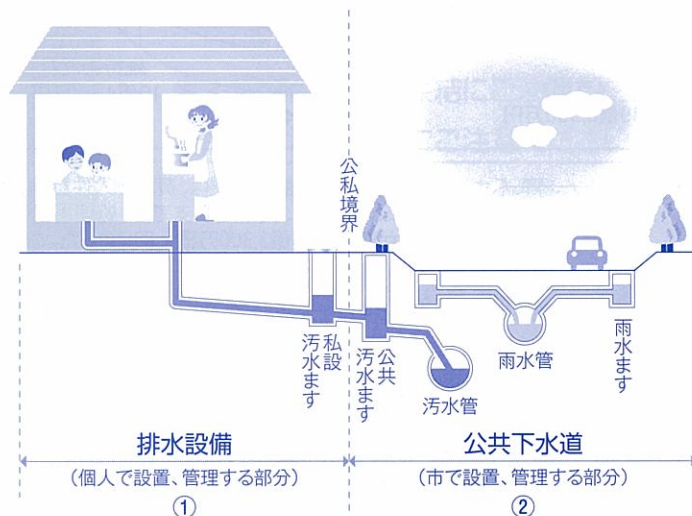 公私境界
私設
汚水ます
公共
汚水ます
汚水管
雨水管
雨水ます
排水設備
(個人で設置、管理する部分)
①
公共下水道
(市で設置、管理する部分)
②